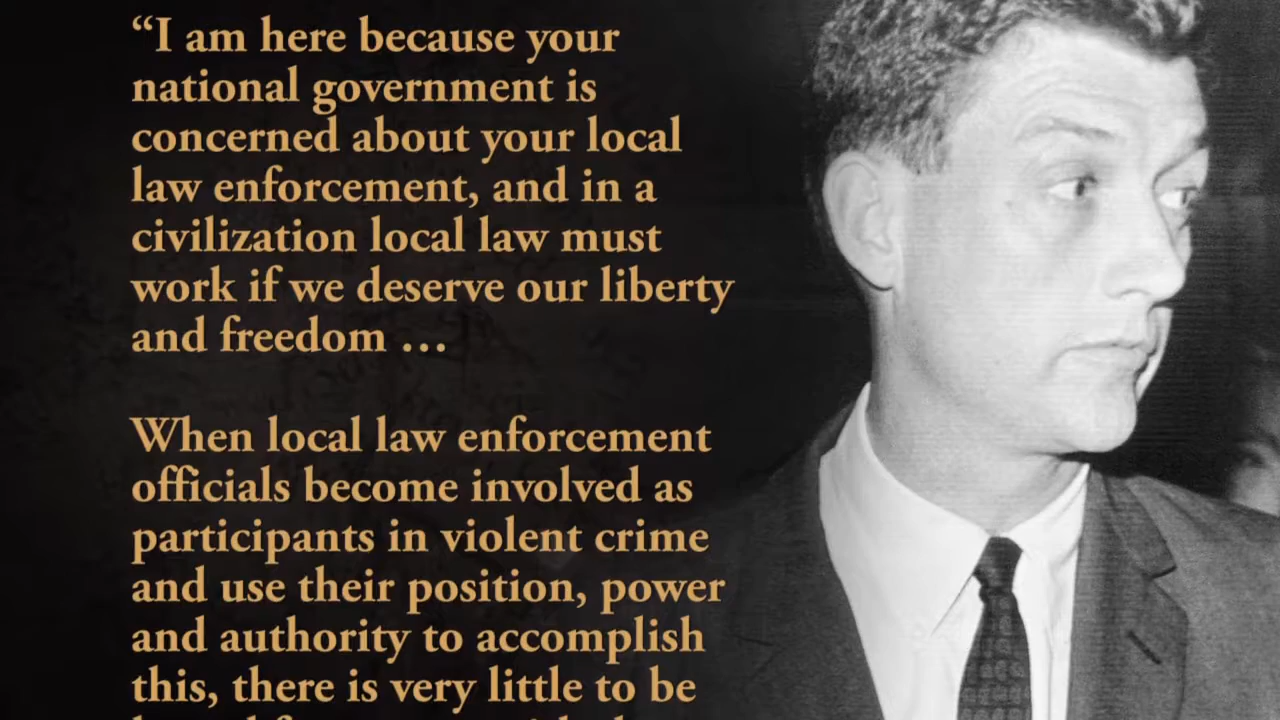 “I am here because your
national government is
concerned about your local
law enforcement, and in a
civilization local law must
work if we deserve our liberty
and freedom …
When local law enforcement
officials become involved as
participants in violent crime
and use their position, power
and authority to accomplish
this, there is very little to be